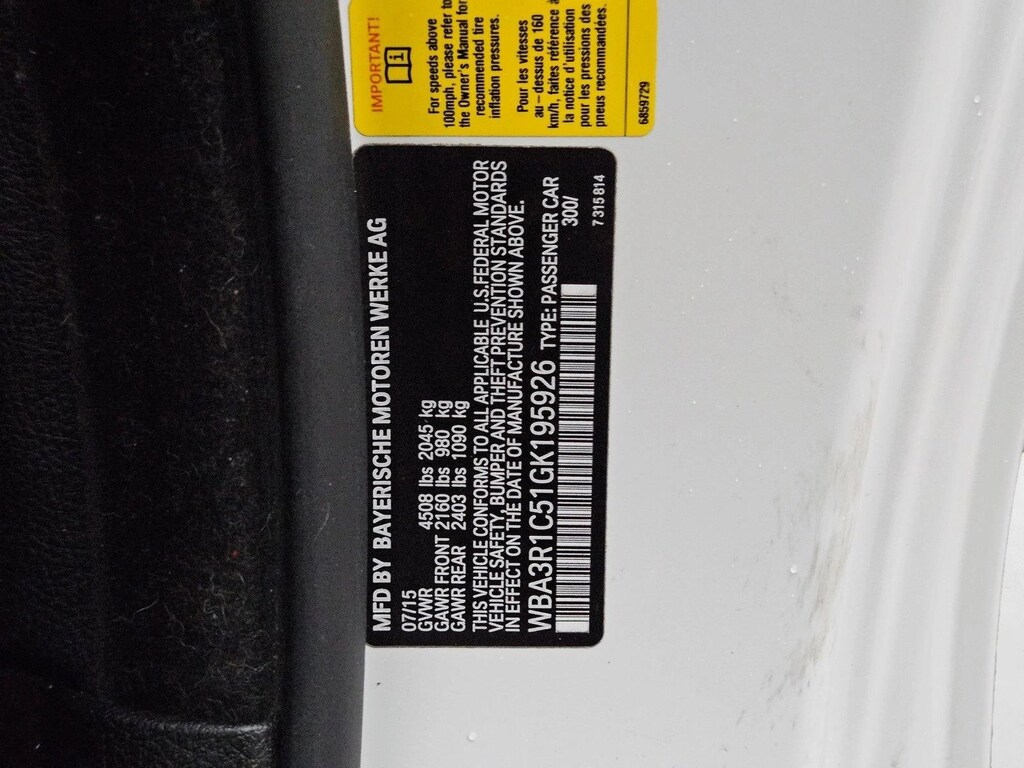 MFD BY BAYERISCHE MOTOREN WERKE AG
07/15
GVWR 4508 lbs 2045 kg
GAWR FRONT 2160 lbs 980 kg
GAWR REAR 2403 lbs 1090 kg
THIS VEHICLE CONFORMS TO ALL APPLICABLE U.S.FEDERAL MOTOR
VEHICLE SAFETY, BUMPER AND THEFT PREVENTION STANDARDS
IN EFFECT ON THE DATE OF MANUFACTURE SHOWN ABOVE.
WBA3R1C51GK195926 TYPE: PASSENGER CAR
300/
7315814
IMPORTANT!
For speeds above
100mph, please refer to
the Owner's Manual for
recommended tire
inflation pressures.
Pour les vitesses
au-dessus de 160
km/h, faites référence à
la notice d'utilisation
pour les pressions des
pneus recommandées.
6859729